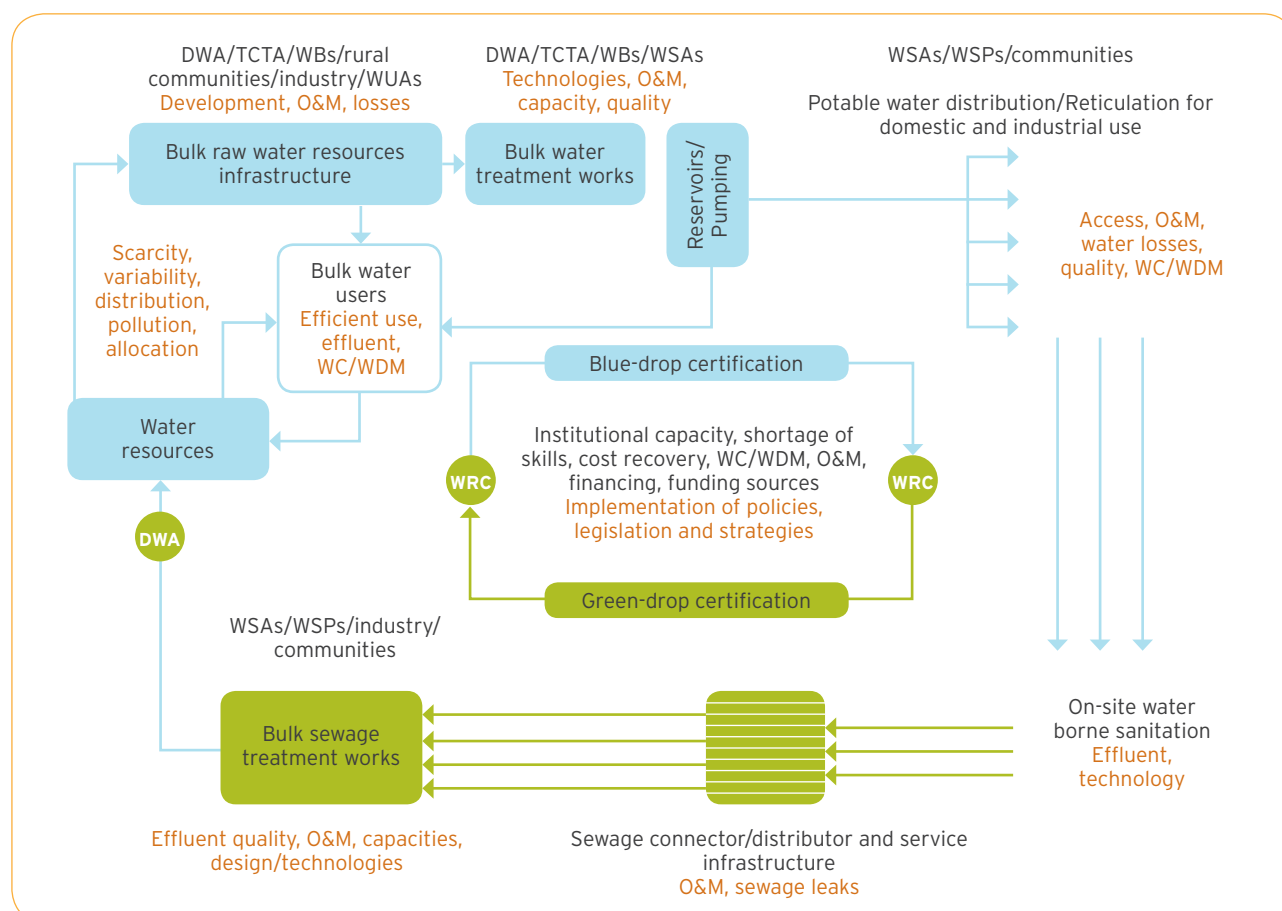 DWA/TCTA/WBs/rural
communities/industry/WUAs
Development, O&M, losses
DWA/TCTA/WBs/WSAs
Technologies, O&M,
capacity, quality
WSAs/WSPs/communities
Potable water distribution/Reticulation for
domestic and industrial use
Bulk raw water resources
infrastructure
Bulk water
treatment works
Reservoirs/
Pumping
Access, O&M,
water losses,
quality, WC/WDM
Scarcity,
variability,
distribution,
pollution,
allocation
Bulk water
users
Efficient use,
effluent,
WC/WDM
Water
resources
Blue-drop certification
Institutional capacity, shortage of
skills, cost recovery, WC/WDM, O&M,
financing, funding sources
Implementation of policies,
legislation and strategies
WRC
WRC
Green-drop certification
DWA
WSAs/WSPs/industry/
communities
Bulk sewage
treatment works
On-site water
borne sanitation
Effluent,
technology
Effluent quality, O&M, capacities,
design/technologies
Sewage connector/distributor and service
infrastructure
O&M, sewage leaks